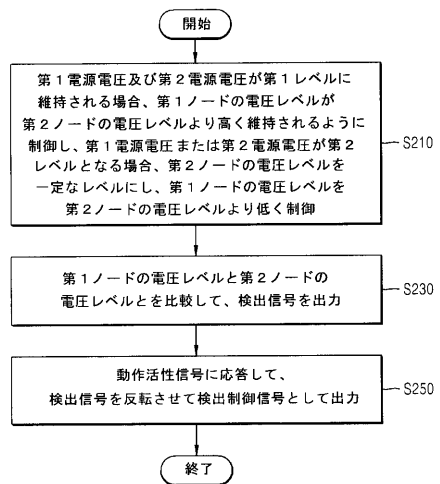 開始
第１電源電圧及び第２電源電圧が第１レベルに
維持される場合、第１ノードの電圧レベルが
第２ノードの電圧レベルより高く維持されるように
制御し、第１電源電圧または第２電源電圧が第２
レベルとなる場合、第２ノードの電圧レベルを
一定なレベルにし、第１ノードの電圧レベルを
第２ノードの電圧レベルより低く制御
S210
第１ノードの電圧レベルと第２ノードの
電圧レベルとを比較して、検出信号を出力
S230
動作活性信号に応答して、
検出信号を反転させて検出制御信号として出力
S250
終了